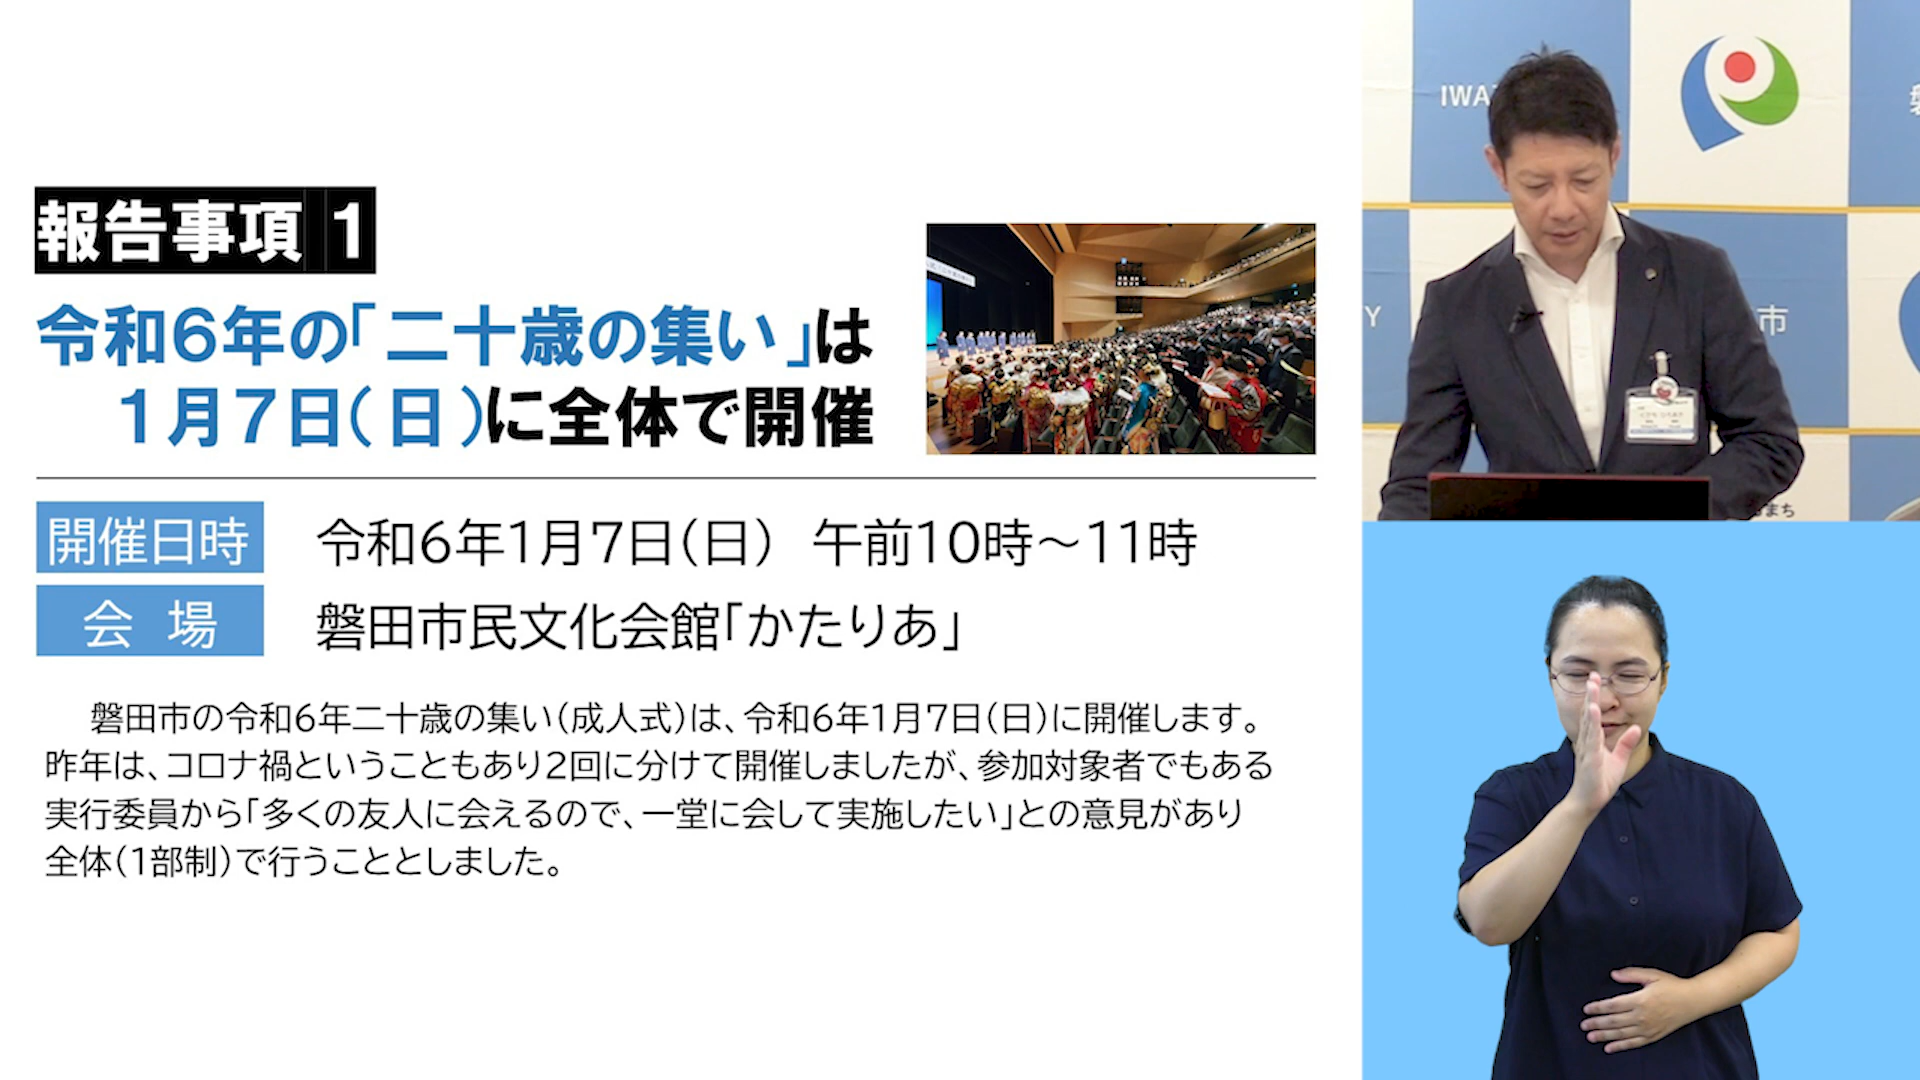 報告事項 1
令和6年の「二十歳の集い」は
1月7日(日)に全体で開催
開催日時 令和6年1月7日(日) 午前10時～11時
会 場 磐田市民文化会館「かたりあ」
磐田市の令和6年二十歳の集い(成人式)は、令和6年1月7日(日)に開催します。
昨年は、コロナ禍ということもあり2回に分けて開催しましたが、参加対象者でもある
実行委員から「多くの友人に会えるので、一堂に会して実施したい」との意見があり
全体(1部制)で行うこととしました。
IWA
市
まち